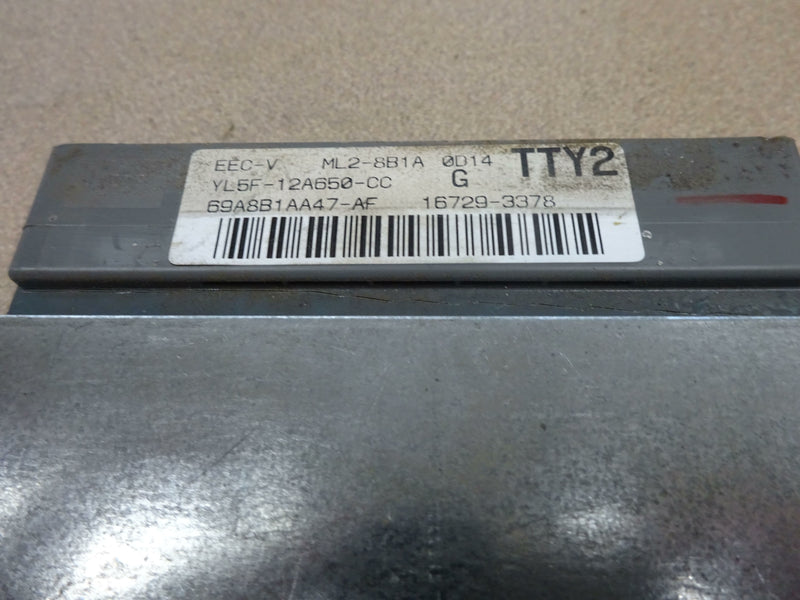 EEC-V ML2-8B1A 0D14 TTY2
YL5F-12A650-CC G
69A8B1AA47-AF 16729-3378